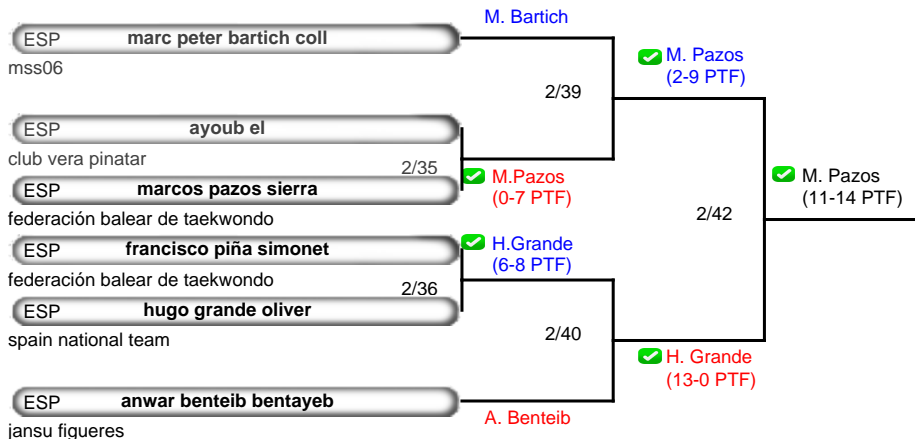 M. Bartich
ESP marc peter bartich coll
mss06
M. Pazos
(2-9 PTF)
2/39
ESP ayoub el
club vera pinatar
2/35
M.Pazos
(0-7 PTF)
ESP marcos pazos sierra
federación balear de taekwondo
M. Pazos
(11-14 PTF)
2/42
ESP francisco piña simonet
federación balear de taekwondo
H.Grande
(6-8 PTF)
2/36
ESP hugo grande oliver
spain national team
2/40
H. Grande
(13-0 PTF)
ESP anwar benteib bentayeb
jansu figueres
A. Benteib